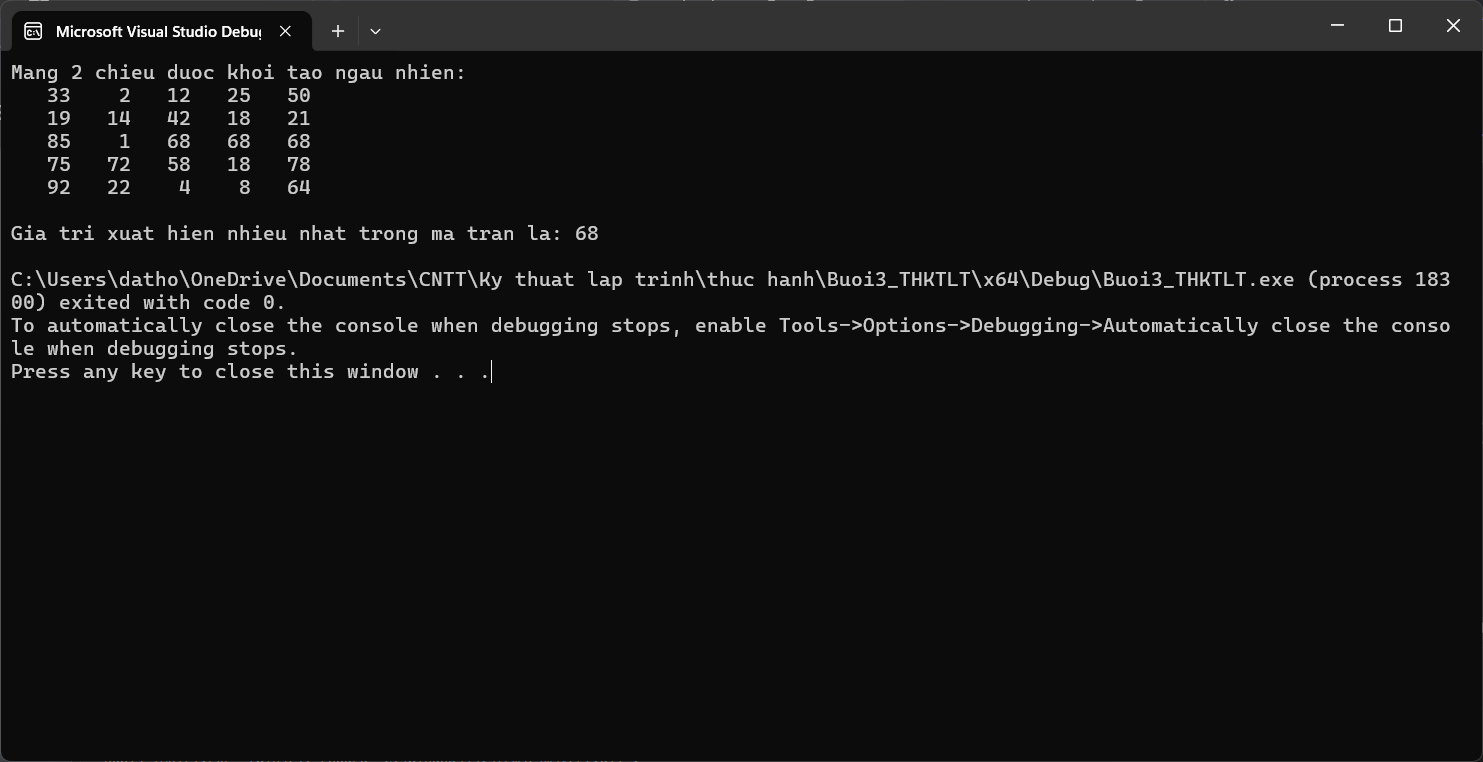 Microsoft Visual Studio Debu
Mang 2 chieu duoc khoi tao ngau nhien:
33 2 12 25 50
19 14 42 18 21
85 1 68 68 68
75 72 58 18 78
92 22 4 8 64
Gia tri xuat hien nhieu nhat trong ma tran la: 68
C:\Users\datho\OneDrive\Documents\CNTT\Ky thuat lap trinh\thuc hanh\Buoi3_THKTLT\x64\Debug\Buoi3_THKTLT.exe (process 183
00) exited with code 0.
To automatically close the console when debugging stops, enable Tools->Options->Debugging->Automatically close the conso
le when debugging stops.
Press any key to close this window . . .